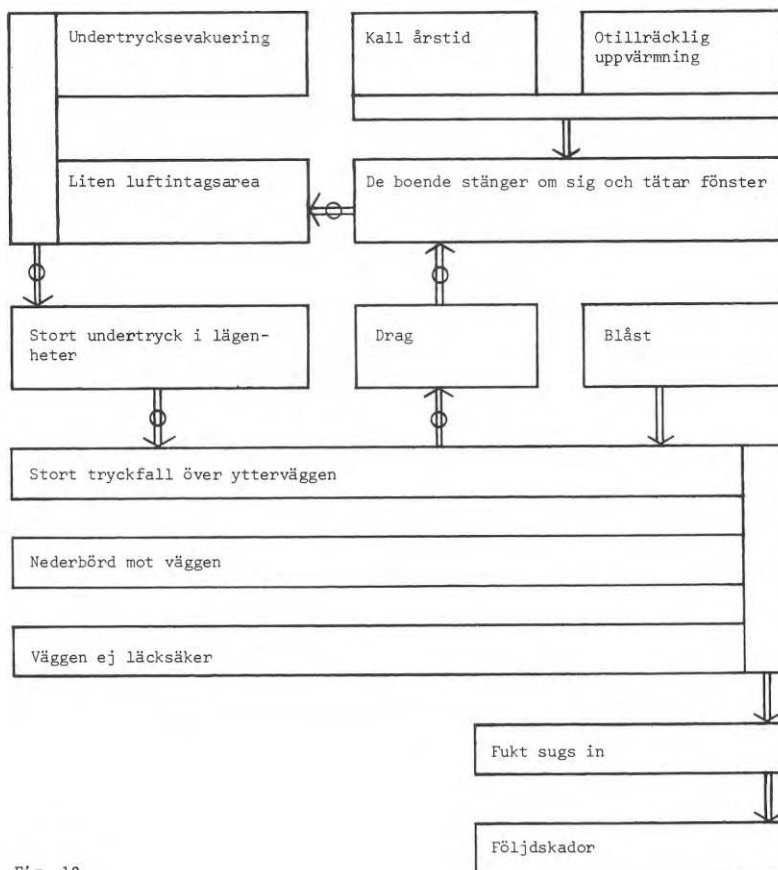 Undertrycksevakuering
Kall årstid
Otillräcklig
uppvärmning
Liten luftintagsarea
De boende stänger om sig och tätar fönster
Stort undertryck i lägen-
heter
Drag
Blåst
Stort tryckfall över ytterväggen
Nederbörd mot väggen
Väggen ej läcksäker
Fukt sugs in
Följdskador